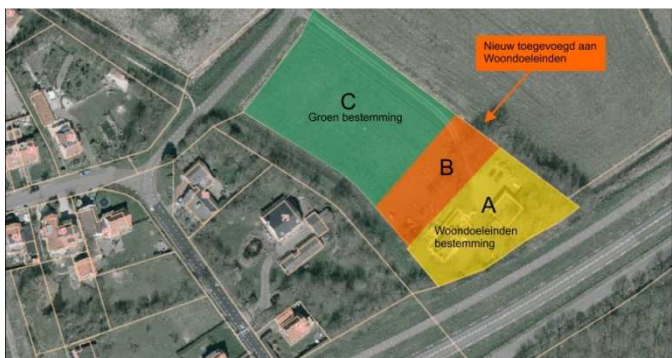 Nieuw toegevoegd aan
Woondoeleinden
C
Groen bestemming
B
A
Woondoeleinden
bestemming